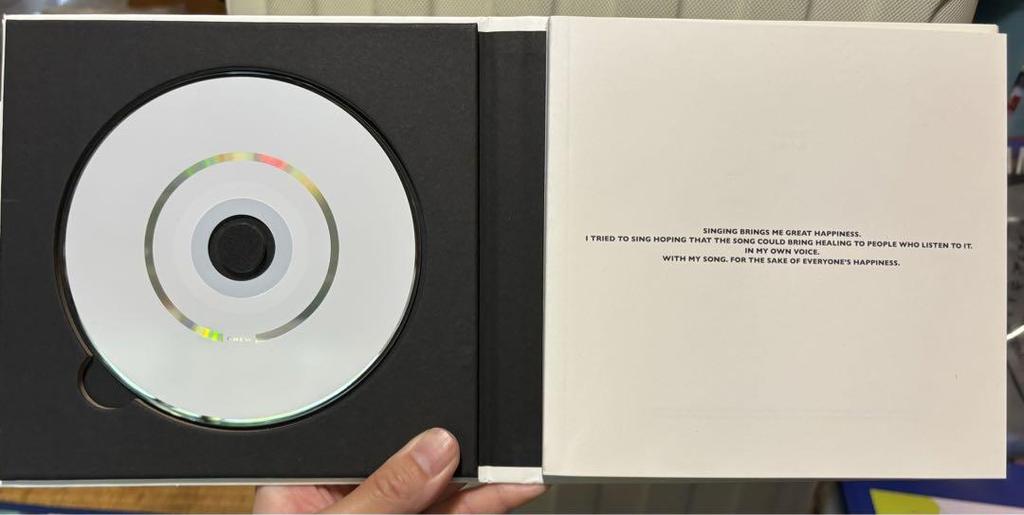 SINGING BRINGS ME GREAT HAPPINESS.
I TRIED TO SING HOPING THAT THE SONG COULD BRING HEALING TO PEOPLE WHO LISTEN TO IT.
IN MY OWN VOICE.
WITH MY SONG. FOR THE SAKE OF EVERYONE'S HAPPINESS.